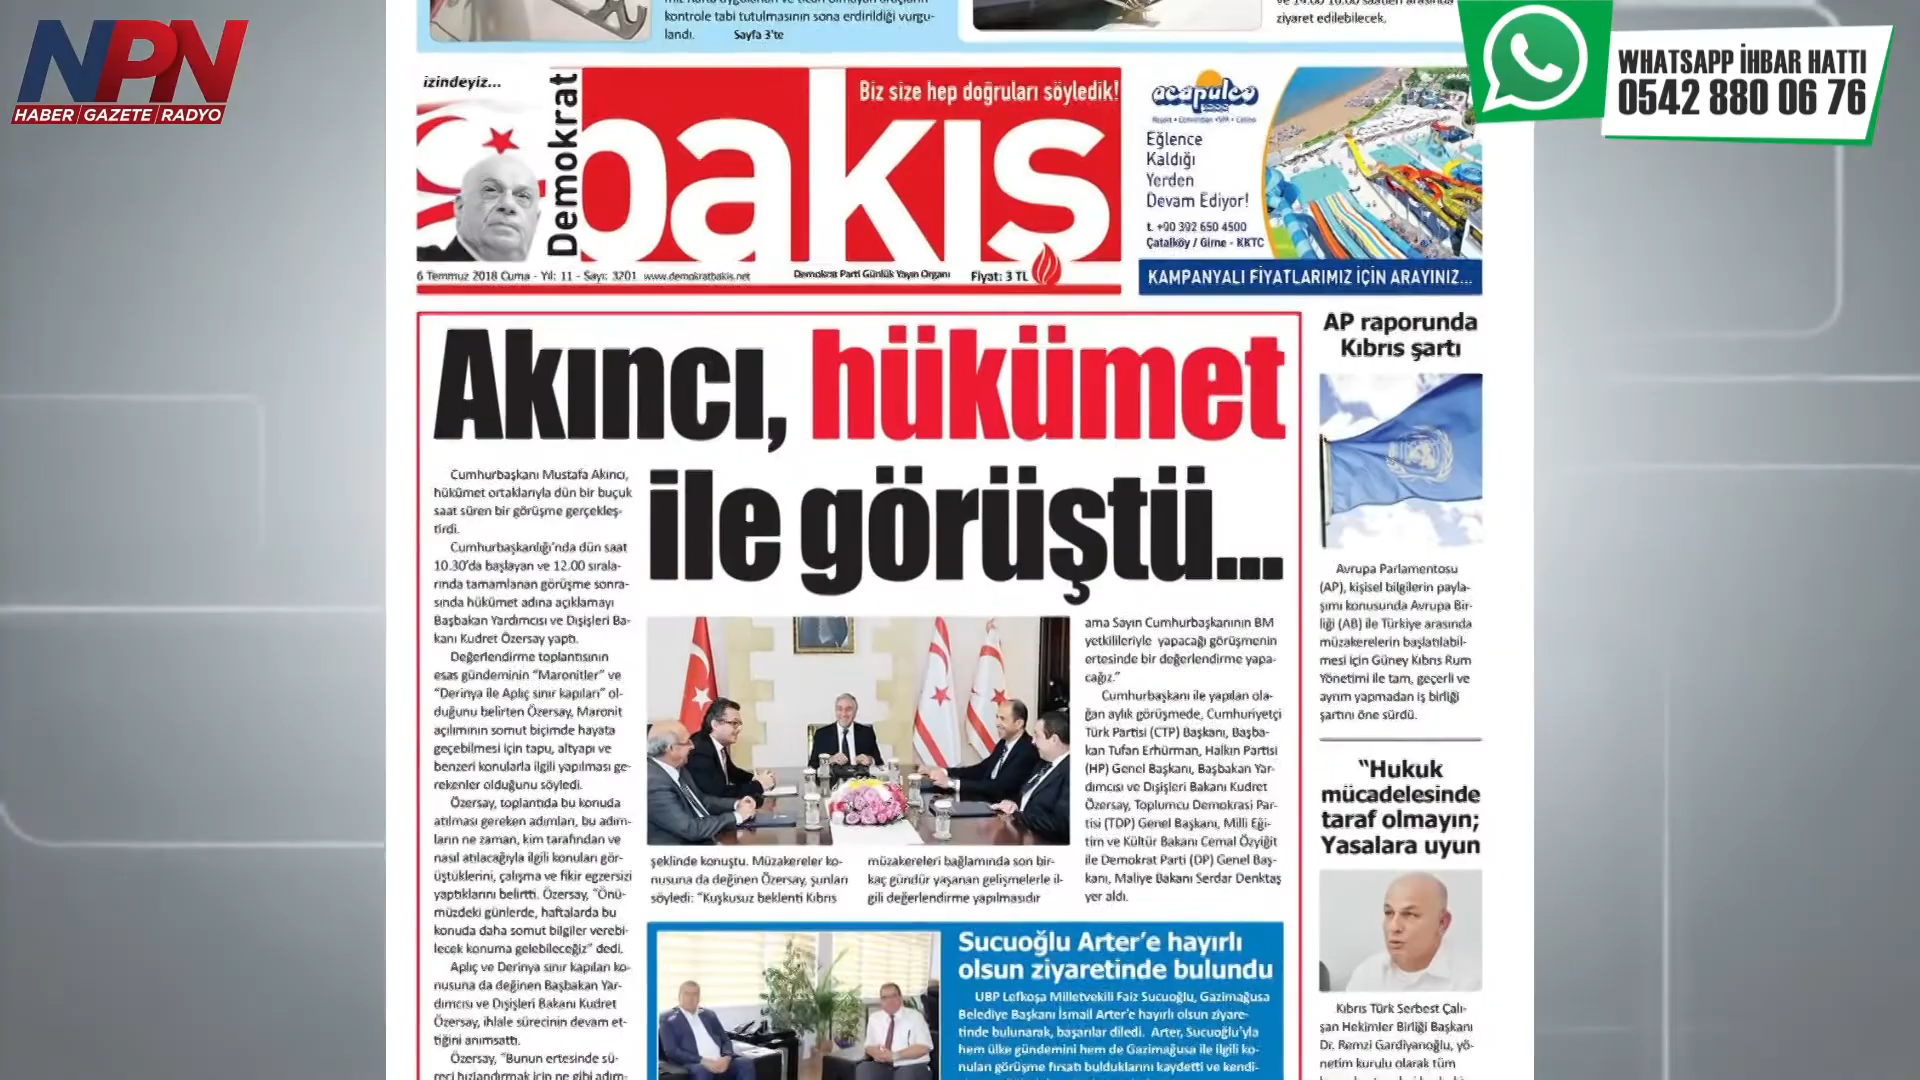 NPN
HABER GAZETE RADYO
WHATSAPP İHBAR HATTI
0542 880 06 76
kontrole tabi tutulmasının sona erdirildiği vurgu-
landı. Sayfa 3'te
ziyaret edilebilecek.
izindeyiz...
Demokrat
bakış
Biz size hep doğruları söyledik!
6 Temmuz 2018 Cuma - Yıl: 11 - Sayı: 3201 www.demokratbakis.net
Demokrat Parti Günlük Yayın Organı
Fiyat: 3 TL
acapulco
Eğlence
Kaldığı
Yerden
Devam Ediyor!
t. +90 392 650 4500
Çatalköy / Girne - KKTC
KAMPANYALI FİYATLARIMIZ İÇİN ARAYINIZ...
Akıncı, hükümet
ile görüştü...
Cumhurbaşkanı Mustafa Akıncı,
hükümet ortaklarıyla dün bir buçuk
saat süren bir görüşme gerçekleş-
tirdi.
Cumhurbaşkanlığı'nda dün saat
10.30'da başlayan ve 12.00 sırala-
rında tamamlanan görüşme sonra-
sında hükümet adına açıklamayı
Başbakan Yardımcısı ve Dışişleri Ba-
kanı Kudret Özersay yaptı.
Değerlendirme toplantısının
esas gündeminin "Maronitler" ve
"Derinya ile Aplıç sınır kapıları" ol-
duğunu belirten Özersay, Maronit
açılımının somut biçimde hayata
geçebilmesi için tapu, altyapı ve
benzeri konularla ilgili yapılması ge-
rekenler olduğunu söyledi.
Özersay, toplantıda bu konuda
atılması gereken adımları, bu adım-
ların ne zaman, kim tarafından ve
nasıl atılacağıyla ilgili konuları gör-
üştüklerini, çalışma ve fikir egzersizi
yaptıklarını belirtti. Özersay, "Önü-
müzdeki günlerde, haftalarda bu
konuda daha somut bilgiler verebi-
lecek konuma gelebileceğiz" dedi.
Aplıç ve Derinya sınır kapıları ko-
nusuna da değinen Başbakan Yar-
dımcısı ve Dışişleri Bakanı Kudret
Özersay, ihlale sürecinin devam et-
tiğini anımsattı.
Özersay, "Bunun ertesinde sü-
reci hızlandırmak için ne gibi adım-
şeklinde konuştu. Müzakereler ko-
nusuna da değinen Özersay, şunları
söyledi: "Kuşkusuz beklenti Kıbrıs
müzakereleri bağlamında son bir-
kaç gündür yaşanan gelişmelerle il-
gili değerlendirme yapılmasıdır
ama Sayın Cumhurbaşkanının BM
yetkilileriyle yapacağı görüşmenin
ertesinde bir değerlendirme yapa-
cağız."
Cumhurbaşkanı ile yapılan ola-
ğan aylık görüşmede, Cumhuriyetçi
Türk Partisi (CTP) Başkanı, Başba-
kan Tufan Erhürman, Halkın Partisi
(HP) Genel Başkanı, Başbakan Yar-
dımcısı ve Dışişleri Bakanı Kudret
Özersay, Toplumcu Demokrasi Par-
tisi (TDP) Genel Başkanı, Milli Eği-
tim ve Kültür Bakanı Cemal Özyiğit
ile Demokrat Parti (DP) Genel Baş-
kanı, Maliye Bakanı Serdar Denktaş
yer aldı.
Sucuoğlu Arter'e hayırlı
olsun ziyaretinde bulundu
UBP Lefkoşa Milletvekili Faiz Sucuoğlu, Gazimağusa
Belediye Başkanı İsmail Arter'e hayırlı olsun ziyare-
tinde bulunarak, başarılar diledi. Arter, Sucuoğlu'yla
hem ülke gündemini hem de Gazimağusa ile ilgili ko-
nuları görüşme fırsatı bulduklarını kaydetti ve kendi-
AP raporunda
Kıbrıs şartı
Avrupa Parlamentosu
(AP), kişisel bilgilerin payla-
şımı konusunda Avrupa Bir-
liği (AB) ile Türkiye arasında
müzakerelerin başlatılabil-
mesi için Güney Kıbrıs Rum
Yönetimi ile tam, geçerli ve
ayrım yapmadan iş birliği
şartını öne sürdü.
"Hukuk
mücadelesinde
taraf olmayın;
Yasalara uyun
Kıbrıs Türk Serbest Çalı-
şan Hekimler Birliği Başkanı
Dr. Remzi Gardiyanoğlu, yö-
netim kurulu olarak tüm